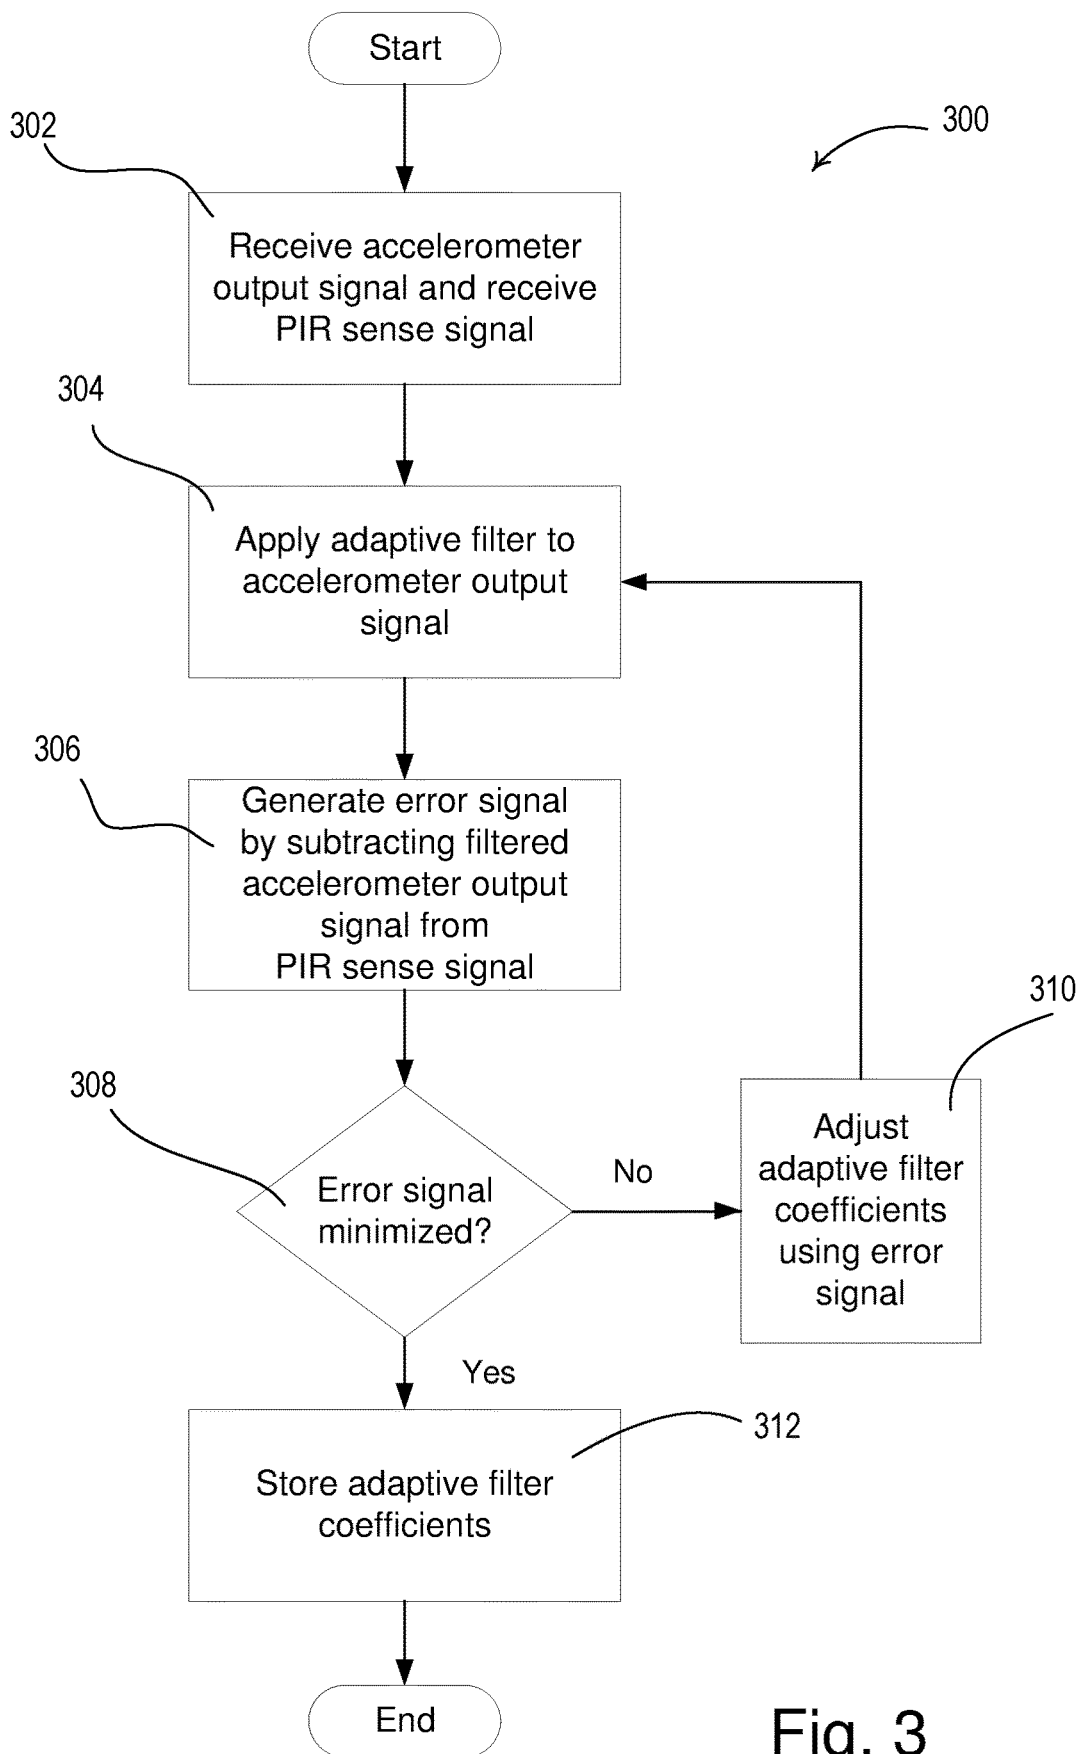 Start
302
300
Receive accelerometer
output signal and receive
PIR sense signal
304
Apply adaptive filter to
accelerometer output
signal
306
Generate error signal
by subtracting filtered
accelerometer output
signal from
PIR sense signal
310
308
Error signal
minimized?
No
Adjust
adaptive filter
coefficients
using error
signal
Yes
312
Store adaptive filter
coefficients
End
Fig. 3